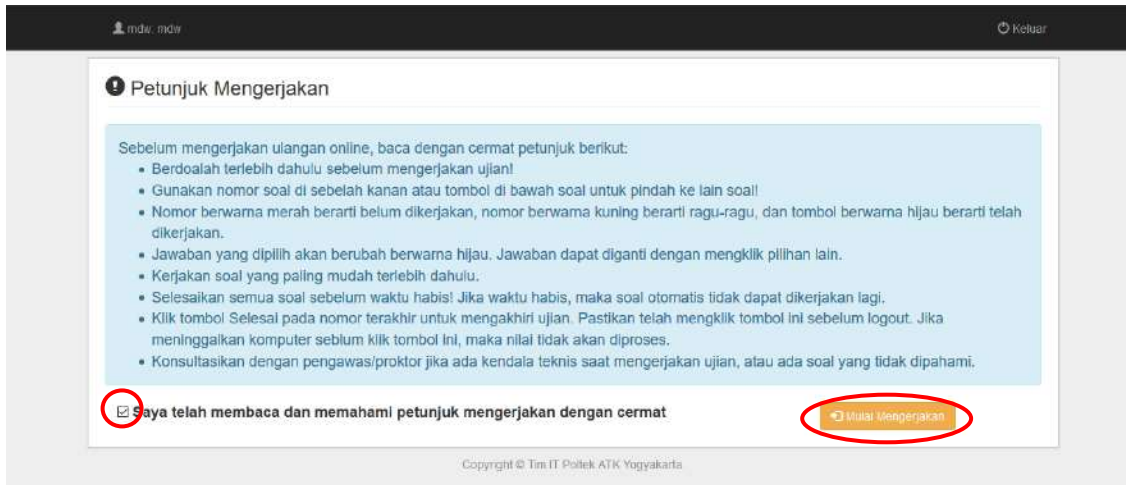 mdw. mdw
Keluar
Petunjuk Mengerjakan
Sebelum mengerjakan ulangan online, baca dengan cermat petunjuk berikut:
• Berdoalah terlebih dahulu sebelum mengerjakan ujian!
• Gunakan nomor soal di sebelah kanan atau tombol di bawah soal untuk pindah ke lain soal!
• Nomor berwarna merah berarti belum dikerjakan, nomor berwarna kuning berarti ragu-ragu, dan tombol berwarna hijau berarti telah
dikerjakan.
• Jawaban yang dipilih akan berubah berwarna hijau. Jawaban dapat diganti dengan mengklik pilihan lain.
• Kerjakan soal yang paling mudah terlebih dahulu.
• Selesaikan semua soal sebelum waktu habis! Jika waktu habis, maka soal otomatis tidak dapat dikerjakan lagi.
• Klik tombol Selesai pada nomor terakhir untuk mengakhiri ujian. Pastikan telah mengklik tombol ini sebelum logout. Jika
meninggalkan komputer seblum klik tombol ini, maka nilai tidak akan diproses.
• Konsultasikan dengan pengawas/proktor jika ada kendala teknis saat mengerjakan ujian, atau ada soal yang tidak dipahami.
Saya telah membaca dan memahami petunjuk mengerjakan dengan cermat
Mulai Mengerjakan
Copyright © Tim IT Poltek ATK Yogyakarta